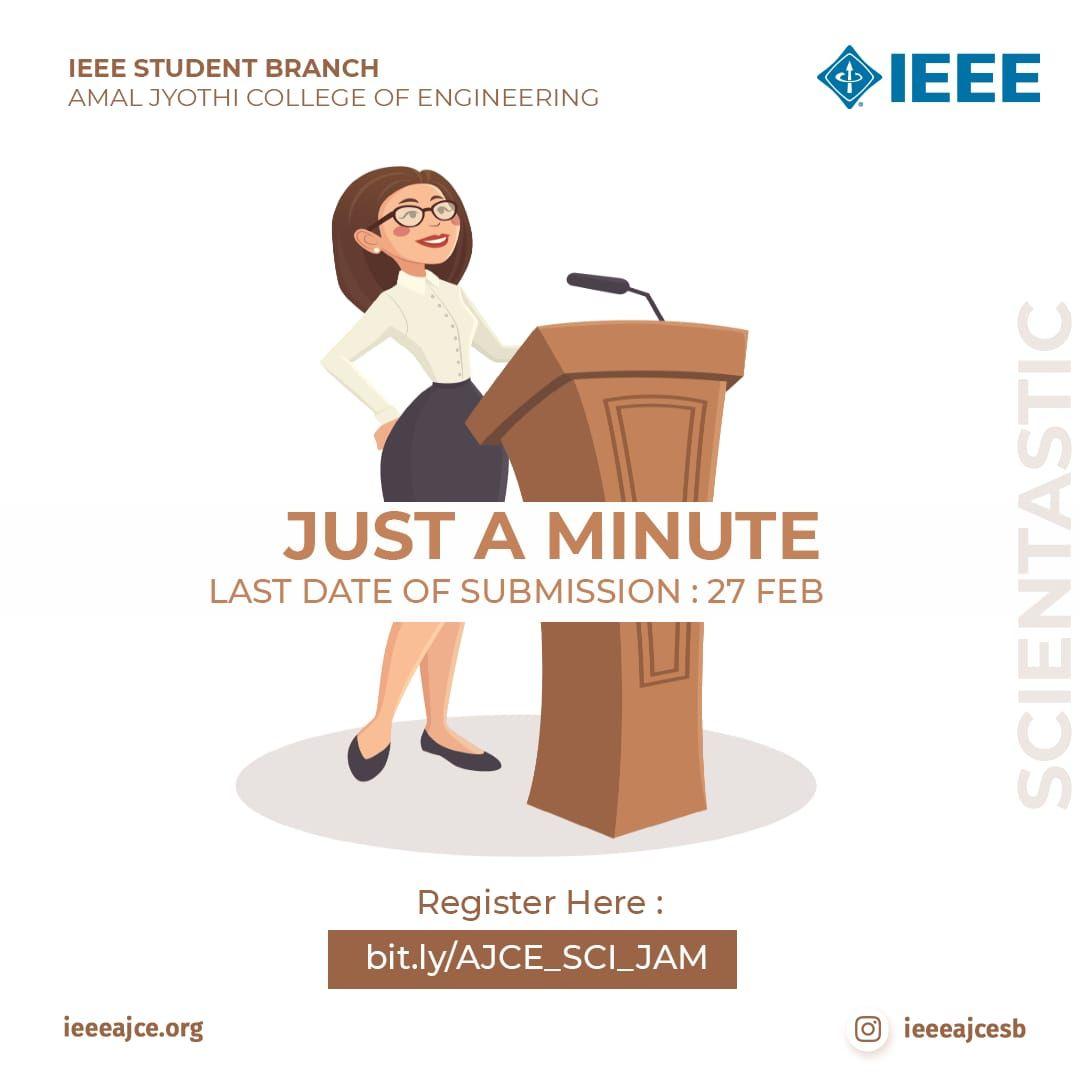 IEEE STUDENT BRANCH
AMAL JYOTHI COLLEGE OF ENGINEERING
IEEE
SCIENTASTIC
JUST A MINUTE
LAST DATE OF SUBMISSION : 27 FEB
Register Here :
bit.ly/AJCE_SCI_JAM
ieeeajce.org
ieeeajcesb